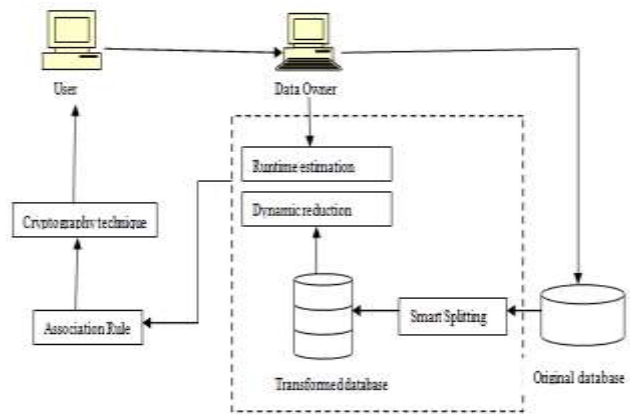 User
Data Owner
Runtime estimation
Dynamic reduction
Cryptography technique
Association Rule
Smart Splitting
Transformed database
Original database